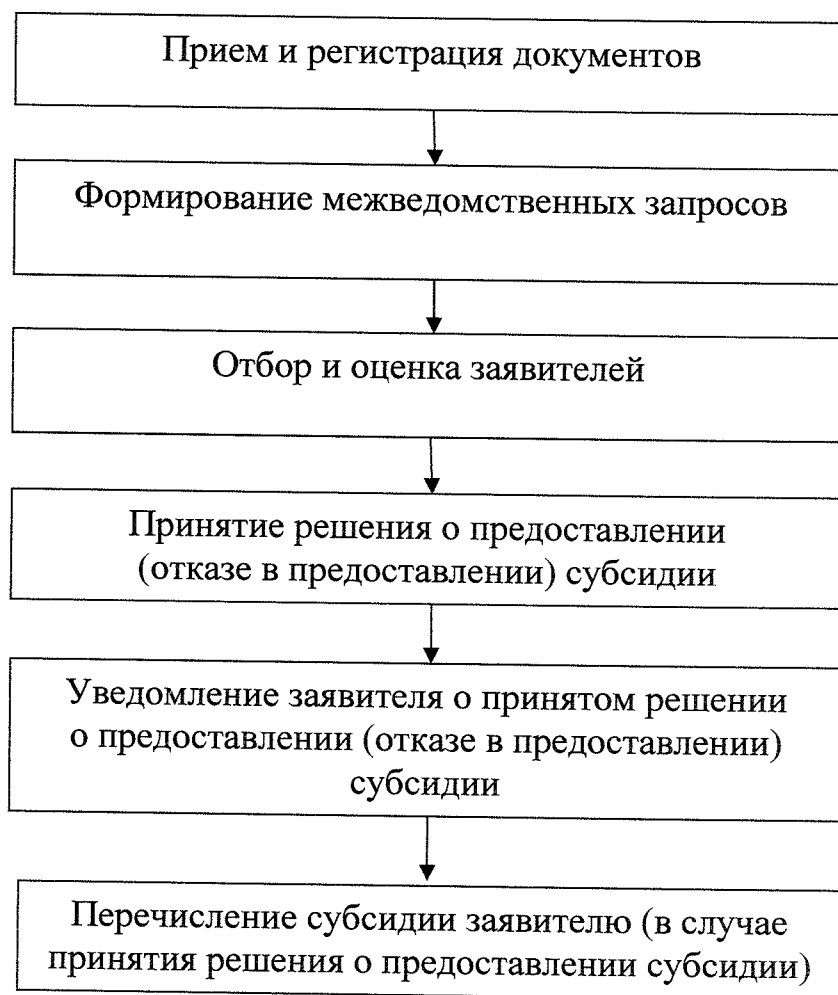 Прием и регистрация документов
Формирование межведомственных запросов
Отбор и оценка заявителей
Принятие решения о предоставлении
(отказе в предоставлении) субсидии
Уведомление заявителя о принятом решении
о предоставлении (отказе в предоставлении)
субсидии
Перечисление субсидии заявителю (в случае
принятия решения о предоставлении субсидии)